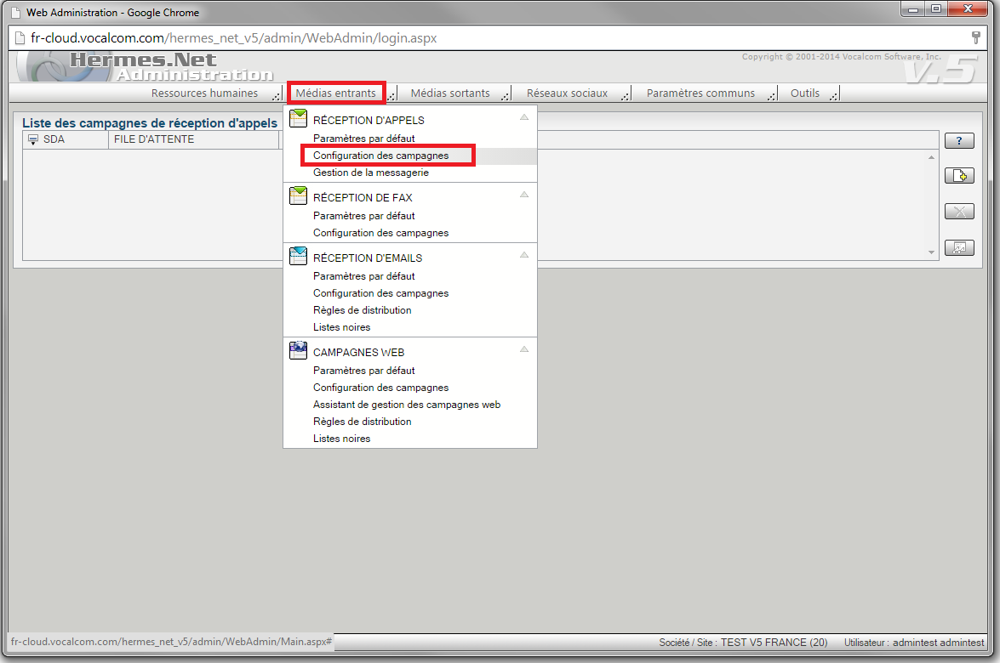 Web Administration - Google Chrome
fr-cloud.vocalcom.com/hermes_net_v5/admin/WebAdmin/login.aspx
Hermes.Net
Administration
Copyright © 2001-2014 Vocalcom Software, Inc.
v.5
Ressources humaines Médias entrants Médias sortants Réseaux sociaux Paramètres communs Outils
Liste des campagnes de réception d'appels
SDA FILE D'ATTENTE
?
RÉCEPTION D'APPELS
Paramètres par défaut
Configuration des campagnes
Gestion de la messagerie
RÉCEPTION DE FAX
Paramètres par défaut
Configuration des campagnes
RÉCEPTION D'EMAILS
Paramètres par défaut
Configuration des campagnes
Règles de distribution
Listes noires
CAMPAGNES WEB
Paramètres par défaut
Configuration des campagnes
Assistant de gestion des campagnes web
Règles de distribution
Listes noires
fr-cloud.vocalcom.com/hermes_net_v5/admin/WebAdmin/Main.aspx#
Société / Site : TEST V5 FRANCE (20) Utilisateur : admintest admintest